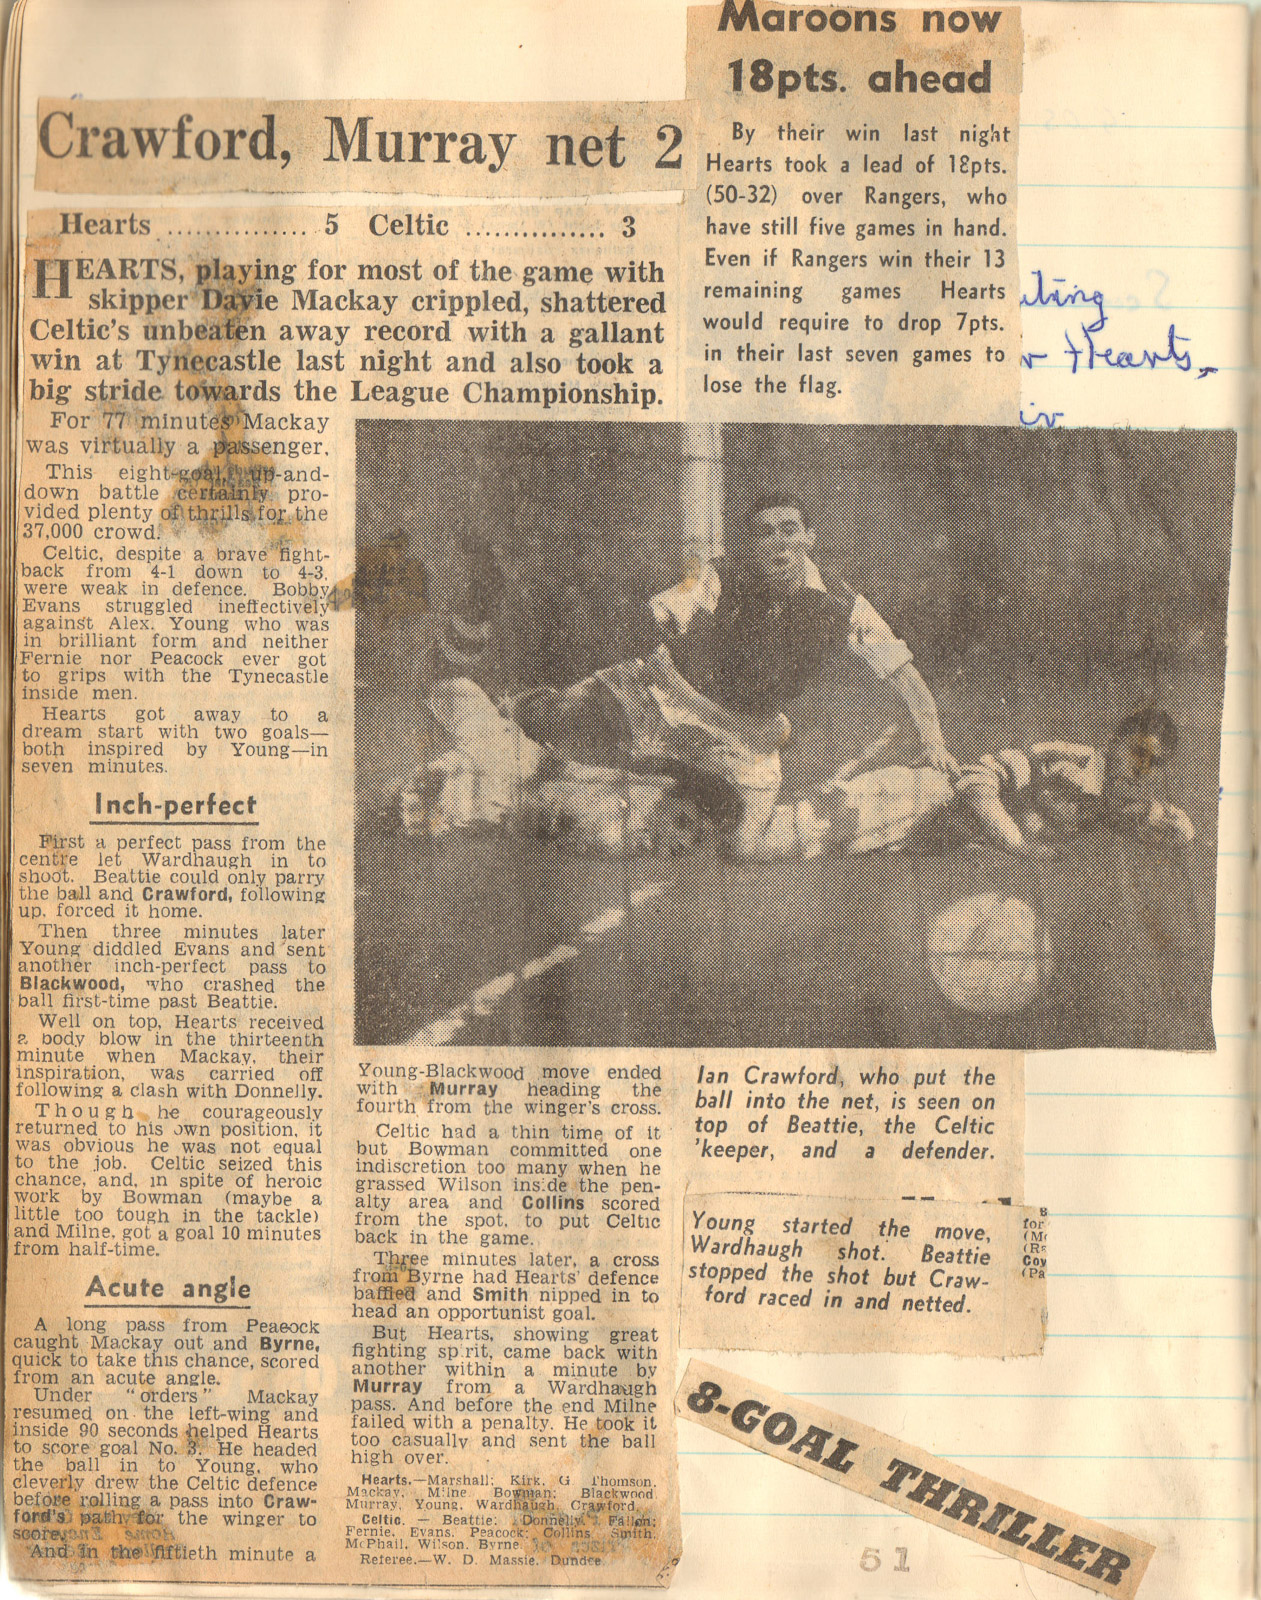 Maroons now
18pts. ahead
By their win last night
Hearts took a lead of 18pts.
(50-32) over Rangers, who
have still five games in hand.
Even if Rangers win their 13
remaining games Hearts
would require to drop 7pts.
in their last seven games to
lose the flag.
Crawford, Murray net 2
Hearts ............... 5 Celtic ............... 3
HEARTS, playing for most of the game with
skipper Davie Mackay crippled, shattered
Celtic's unbeaten away record with a gallant
win at Tynecastle last night and also took a
big stride towards the League Championship.
For 77 minutes Mackay
was virtually a passenger.
This eight-goal, up-and-
down battle certainly pro-
vided plenty of thrills for the
37,000 crowd.
Celtic, despite a brave fight-
back from 4-1 down to 4-3,
were weak in defence. Bobby
Evans struggled ineffectively
against Alex. Young who was
in brilliant form and neither
Fernie nor Peacock ever got
to grips with the Tynecastle
inside men.
Hearts got away to a
dream start with two goals—
both inspired by Young—in
seven minutes.
Inch-perfect
First a perfect pass from the
centre let Wardhaugh in to
shoot. Beattie could only parry
the ball and Crawford, following
up, forced it home.
Then three minutes later
Young diddled Evans and sent
another inch-perfect pass to
Blackwood, who crashed the
ball first-time past Beattie.
Well on top, Hearts received
a body blow in the thirteenth
minute when Mackay, their
inspiration, was carried off
following a clash with Donnelly.
Though he courageously
returned to his own position, it
was obvious he was not equal
to the job. Celtic seized this
chance, and, in spite of heroic
work by Bowman (maybe a
little too tough in the tackle)
and Milne, got a goal 10 minutes
from half-time.
Acute angle
A long pass from Peacock
caught Mackay out and Byrne,
quick to take this chance, scored
from an acute angle.
Under "orders" Mackay
resumed on the left-wing and
inside 90 seconds helped Hearts
to score goal No. 3. He headed
the ball in to Young, who
cleverly drew the Celtic defence
before rolling a pass into Craw-
ford's path for the winger to
score.
And in the fiftieth minute a
Young-Blackwood move ended
with Murray heading the
fourth from the winger's cross.
Celtic had a thin time of it
but Bowman committed one
indiscretion too many when he
grassed Wilson inside the pen-
alty area and Collins scored
from the spot, to put Celtic
back in the game.
Three minutes later, a cross
from Byrne had Hearts' defence
baffled and Smith nipped in to
head an opportunist goal.
But Hearts, showing great
fighting spirit, came back with
another within a minute by
Murray from a Wardhaugh
pass. And before the end Milne
failed with a penalty. He took it
too casually and sent the ball
high over.
Hearts.—Marshall; Kirk, G Thomson,
Mackay, Milne Bowman; Blackwood
Murray, Young, Wardhaugh, Crawford.
Celtic. — Beattie; Donnelly, Fallon;
Fernie, Evans, Peacock; Collins, Smith,
McPhail, Wilson, Byrne.
Referee.—W. D. Massie, Dundee.
Ian Crawford, who put the
ball into the net, is seen on
top of Beattie, the Celtic
'keeper, and a defender.
Young started the move,
Wardhaugh shot. Beattie
stopped the shot but Craw-
ford raced in and netted.
B
for
(Mc
Cov
(Pa
8-GOAL THRILLER
51
Hearts